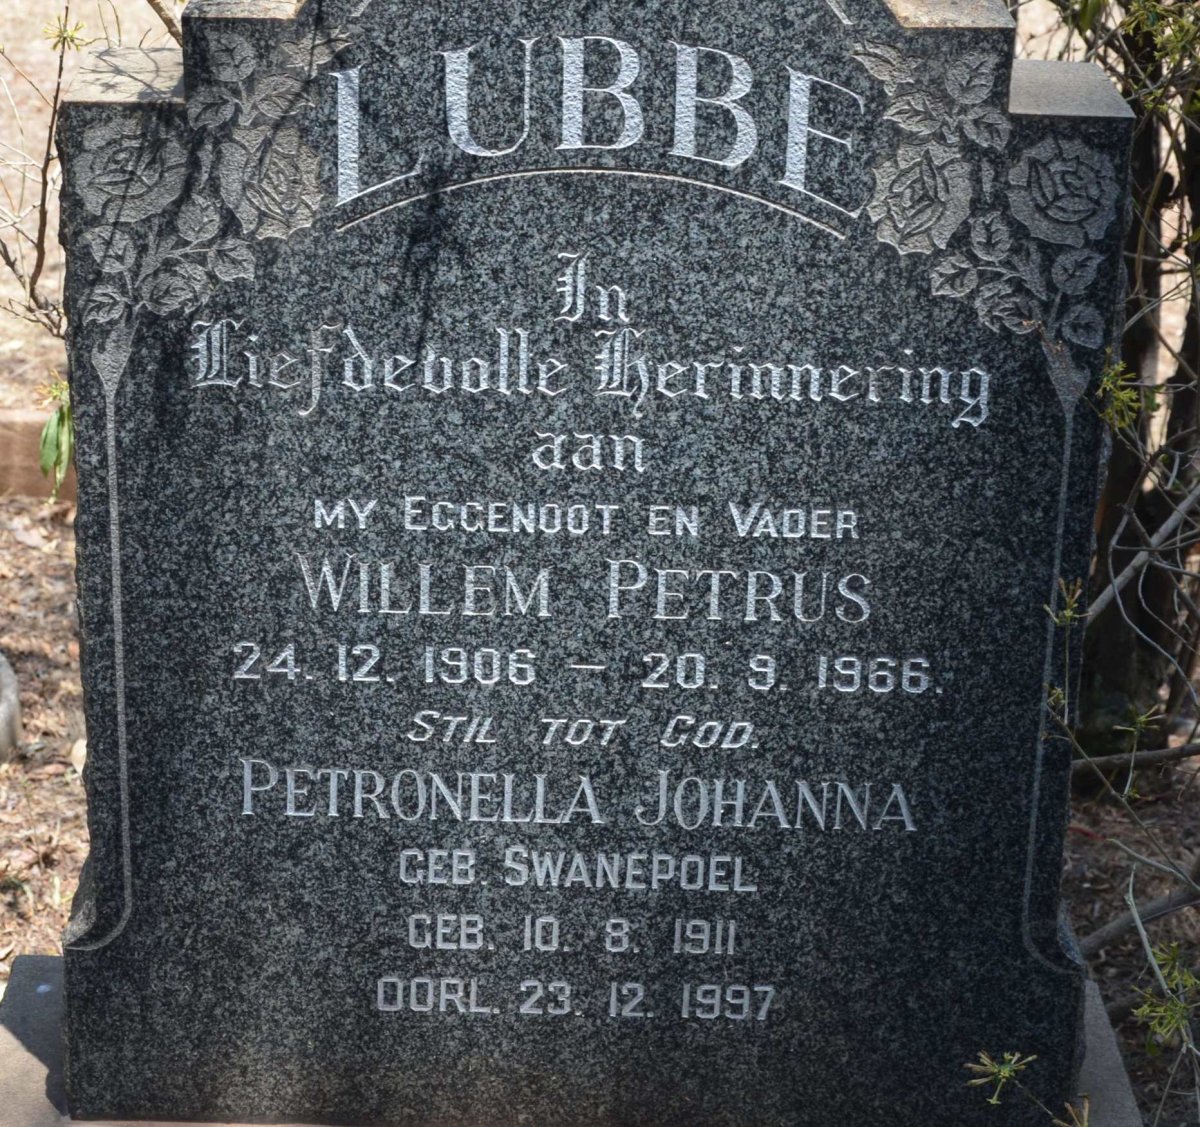 LUBBE
In
Liefdevolle Herinnering
aan
MY EGGENOOT EN VADER
WILLEM PETRUS
24. 12. 1906 – 20. 9. 1966.
STIL TOT GOD.
PETRONELLA JOHANNA
GEB. SWANEPOEL
GEB. 10. 8. 1911
OORL. 23. 12. 1997